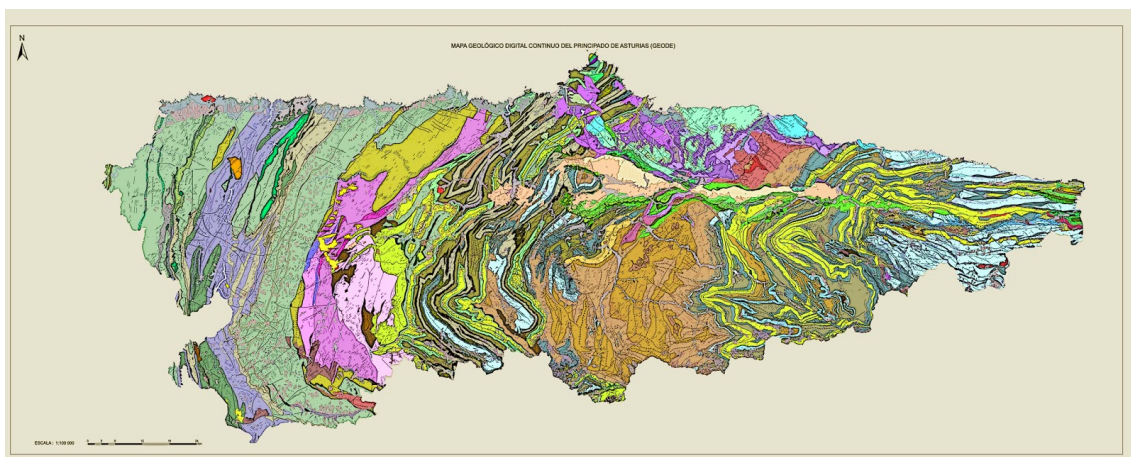 N
MAPA GEOLÓGICO DIGITAL CONTINUO DEL PRINCIPADO DE ASTURIAS (GEODE)
ESCALA: 1:100 000